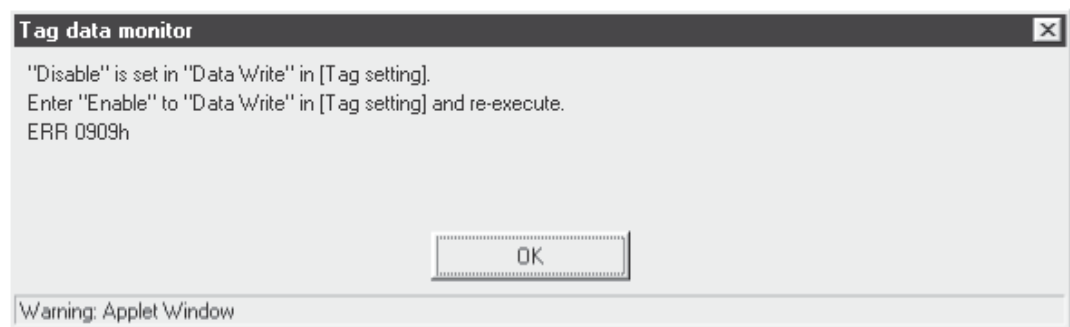 Tag data monitor
"Disable" is set in "Data Write" in [Tag setting].
Enter "Enable" to "Data Write" in [Tag setting] and re-execute.
ERR 0909h
OK
Warning: Applet Window